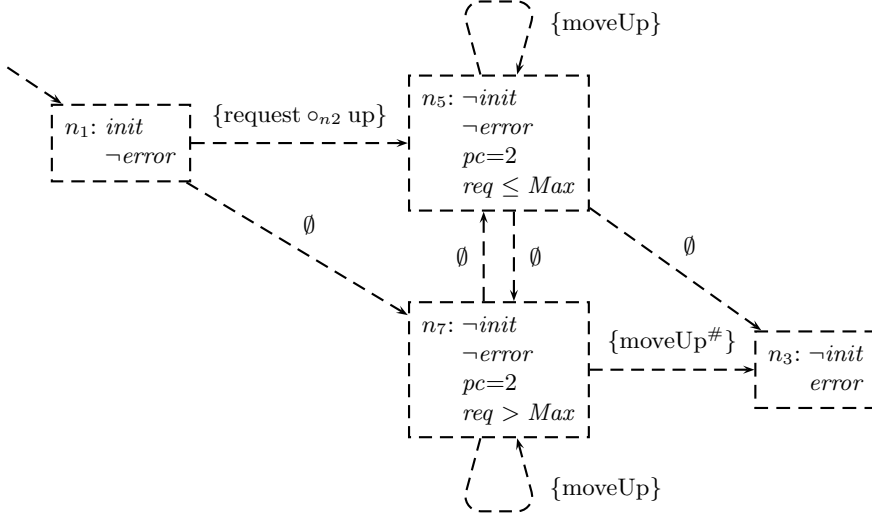 {moveUp}
n₅: ¬init
¬error
pc=2
req ≤ Max
{request ∘ₙ₂ up}
n₁: init
¬error
∅
∅
∅
∅
n₇: ¬init
¬error
pc=2
req > Max
{moveUp#}
n₃: ¬init
error
{moveUp}